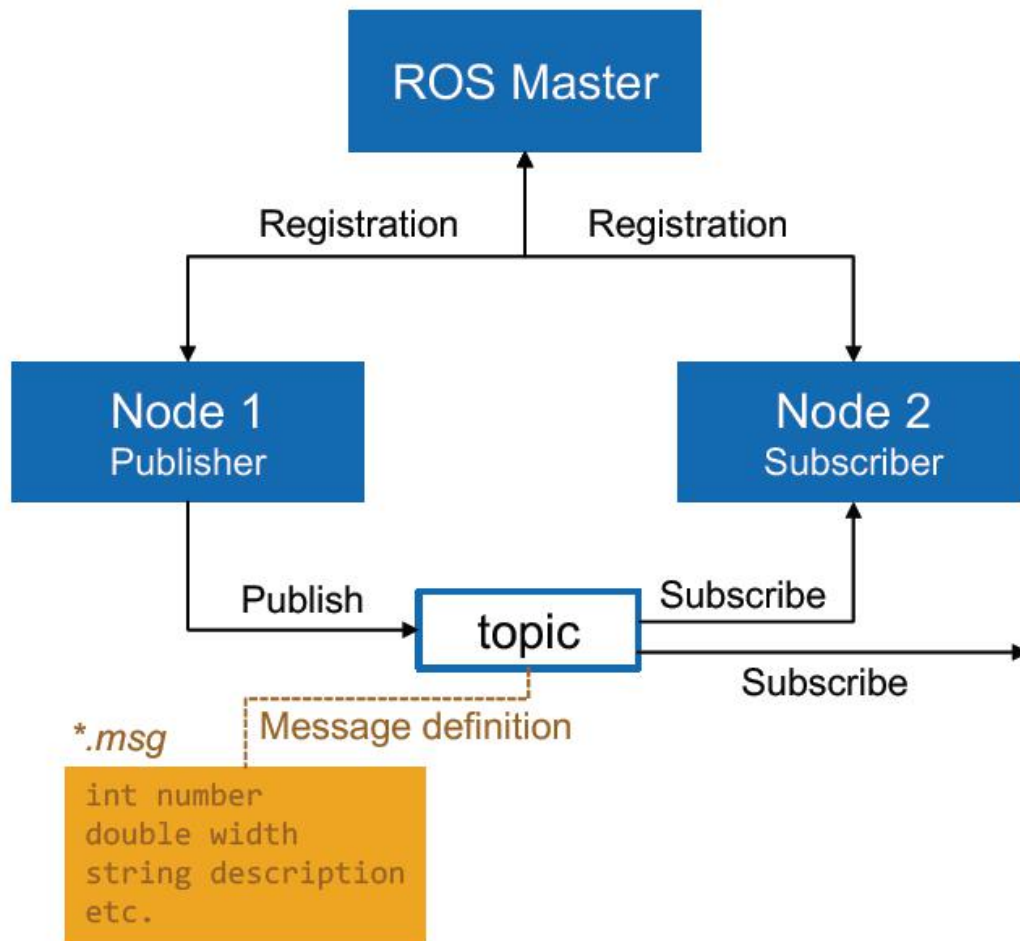 ROS Master
Registration
Registration
Node 1
Publisher
Node 2
Subscriber
Publish
topic
Subscribe
Subscribe
Message definition
*.msg
int number
double width
string description
etc.